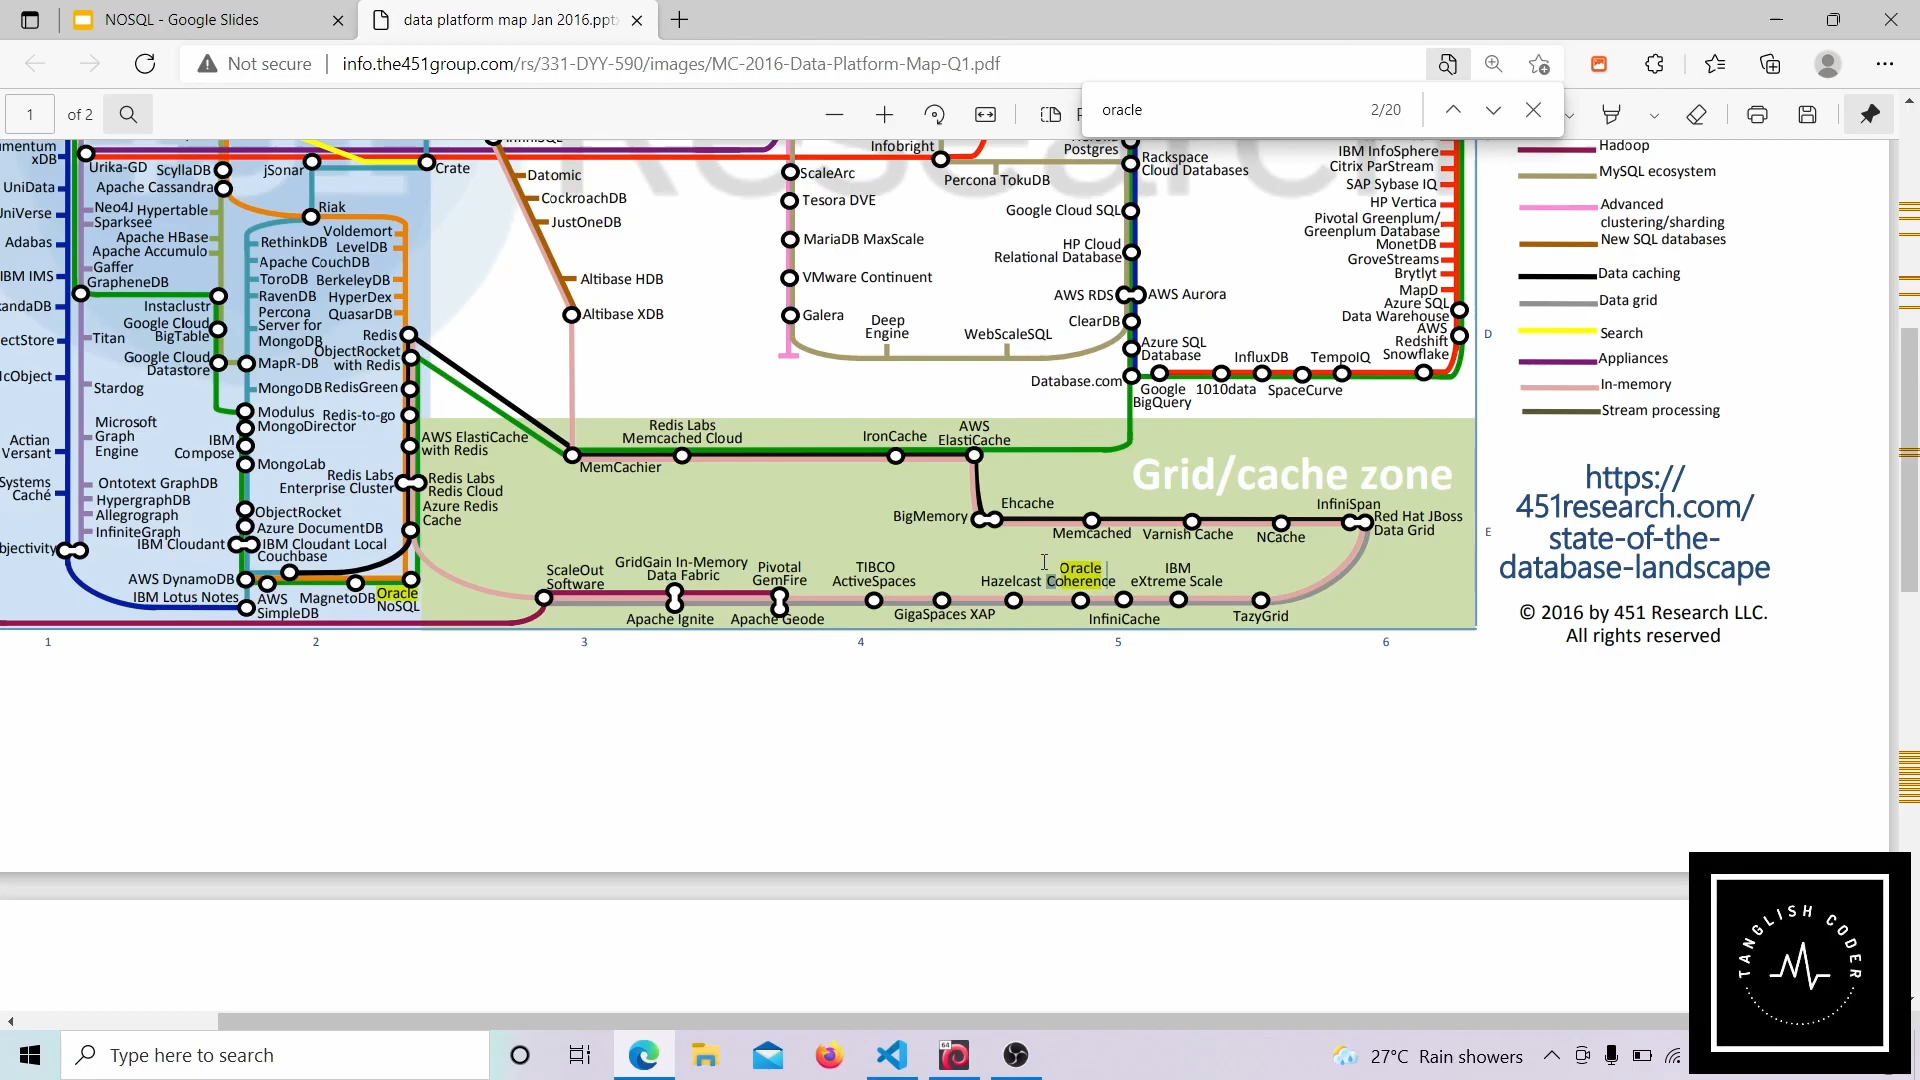 NOSQL - Google Slides
data platform map Jan 2016.ppt
Not secure
info.the451group.com/rs/331-DYY-590/images/MC-2016-Data-Platform-Map-Q1.pdf
1
of 2
oracle
2/20
xDB
UniData
Adabas
IBM IMS
Actian
Versant
Systems
Caché
Urika-GD
Neo4J
Sparksee
Gaffer
GrapheneDB
Titan
Stardog
Microsoft
Graph
Engine
Ontotext GraphDB
HypergraphDB
Allegrograph
InfiniteGraph
IBM Cloudant
AWS DynamoDB
IBM Lotus Notes
ScyllaDB
Apache Cassandra
Hypertable
Apache HBase
Apache Accumulo
Instaclustr
Google Cloud
BigTable
Google Cloud
Datastore
IBM
Compose
jSonar
Crate
Riak
Voldemort
LevelDB
BerkeleyDB
HyperDex
QuasarDB
RethinkDB
Apache CouchDB
ToroDB
RavenDB
Percona
Server for
MongoDB
MapR-DB
MongoDB
Modulus
MongoDirector
MongoLab
ObjectRocket
Azure DocumentDB
IBM Cloudant Local
Couchbase
AWS
SimpleDB
MagnetoDB
Oracle
NoSQL
Redis
ObjectRocket
with Redis
RedisGreen
Redis-to-go
AWS ElastiCache
with Redis
Redis Labs
Enterprise Cluster
Redis Labs
Redis Cloud
Azure Redis
Cache
Datomic
CockroachDB
JustOneDB
Altibase HDB
Altibase XDB
ScaleArc
Tesora DVE
MariaDB MaxScale
VMware Continuent
Galera
Deep
Engine
WebScaleSQL
Infobright
Percona TokuDB
Postgres
Rackspace
Cloud Databases
Google Cloud SQL
HP Cloud
Relational Database
AWS RDS
AWS Aurora
ClearDB
Azure SQL
Database
Database.com
Google
BigQuery
1010data
InfluxDB
SpaceCurve
TempoIQ
IBM InfoSphere
Citrix ParStream
SAP Sybase IQ
HP Vertica
Pivotal Greenplum/
Greenplum Database
MonetDB
GroveStreams
Brytlyt
MapD
Azure SQL
Data Warehouse
AWS
Redshift
Snowflake
Redis Labs
Memcached Cloud
MemCachier
IronCache
AWS
ElastiCache
Grid/cache zone
BigMemory
Ehcache
Memcached
Varnish Cache
NCache
InfiniSpan
Red Hat JBoss
Data Grid
ScaleOut
Software
GridGain In-Memory
Data Fabric
Apache Ignite
Pivotal
GemFire
Apache Geode
TIBCO
ActiveSpaces
GigaSpaces XAP
Hazelcast
Oracle
Coherence
InfiniCache
IBM
eXtreme Scale
TazyGrid
1
2
3
4
5
6
D
E
Hadoop
MySQL ecosystem
Advanced
clustering/sharding
New SQL databases
Data caching
Data grid
Search
Appliances
In-memory
Stream processing
https://
451research.com/
state-of-the-
database-landscape
© 2016 by 451 Research LLC.
All rights reserved
TANGLISH CODER
Type here to search
64
27°C Rain showers